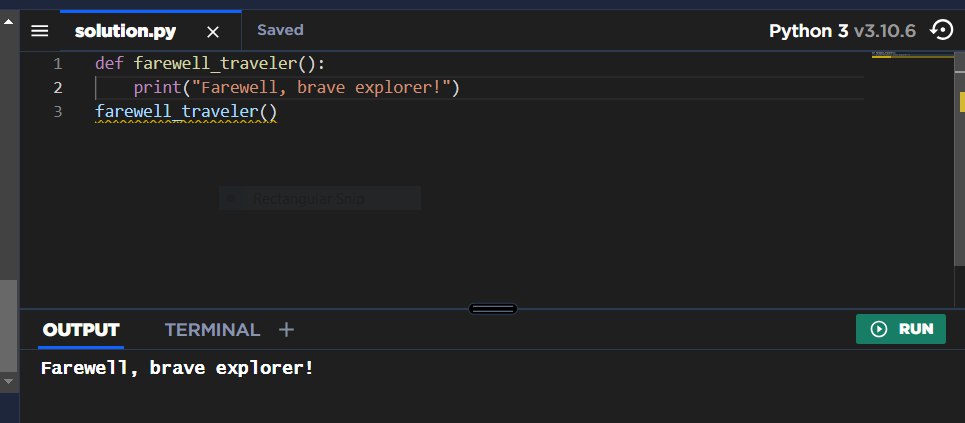 solution.py × Saved Python 3 v3.10.6
1 def farewell_traveler():
2     print("Farewell, brave explorer!")
3 farewell_traveler()
Rectangular Snip
OUTPUT TERMINAL + RUN
Farewell, brave explorer!